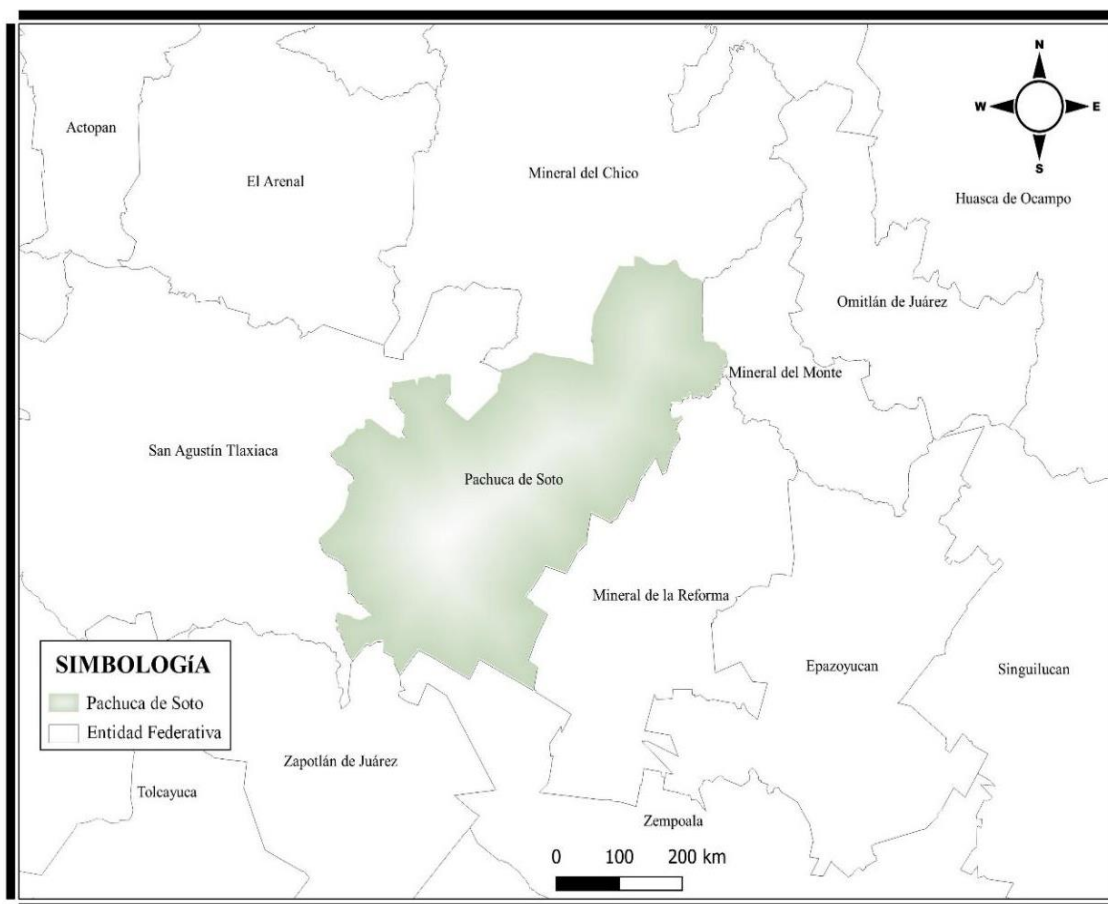 N
W E
S
Actopan
El Arenal
Mineral del Chico
Huasca de Ocampo
Omitlán de Juárez
Mineral del Monte
San Agustín Tlaxiaca
Pachuca de Soto
Mineral de la Reforma
Epazoyucan
Singuilucan
SIMBOLOGíA
Pachuca de Soto
Entidad Federativa
Zapotlán de Juárez
Tolcayuca
Zempoala
0 100 200 km